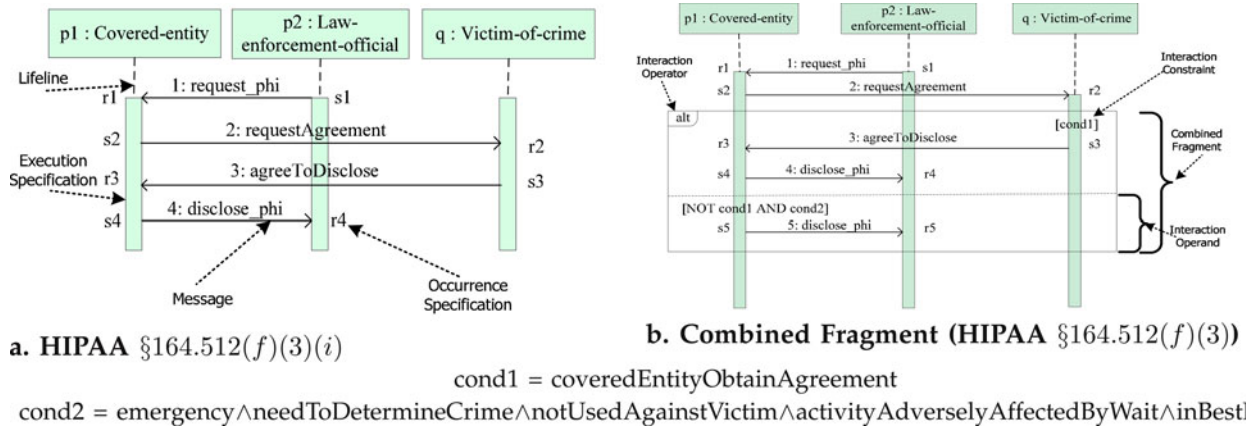 p1 : Covered-entity
p2 : Law-
enforcement-official
q : Victim-of-crime
Lifeline
r1
1: request_phi
s1
s2
2: requestAgreement
r2
Execution
Specification
r3
3: agreeToDisclose
s3
s4
4: disclose_phi
r4
Message
Occurrence
Specification
a. HIPAA §164.512(f)(3)(i)
p1 : Covered-entity
p2 : Law-
enforcement-official
q : Victim-of-crime
Interaction
Operator
r1
1: request_phi
s1
Interaction
Constraint
s2
2: requestAgreement
r2
alt
[cond1]
r3
3: agreeToDisclose
s3
Combined
Fragment
s4
4: disclose_phi
r4
[NOT cond1 AND cond2]
s5
5: disclose_phi
r5
Interaction
Operand
b. Combined Fragment (HIPAA §164.512(f)(3))
cond1 = coveredEntityObtainAgreement
cond2 = emergency∧needToDetermineCrime∧notUsedAgainstVictim∧activityAdverselyAffectedByWait∧